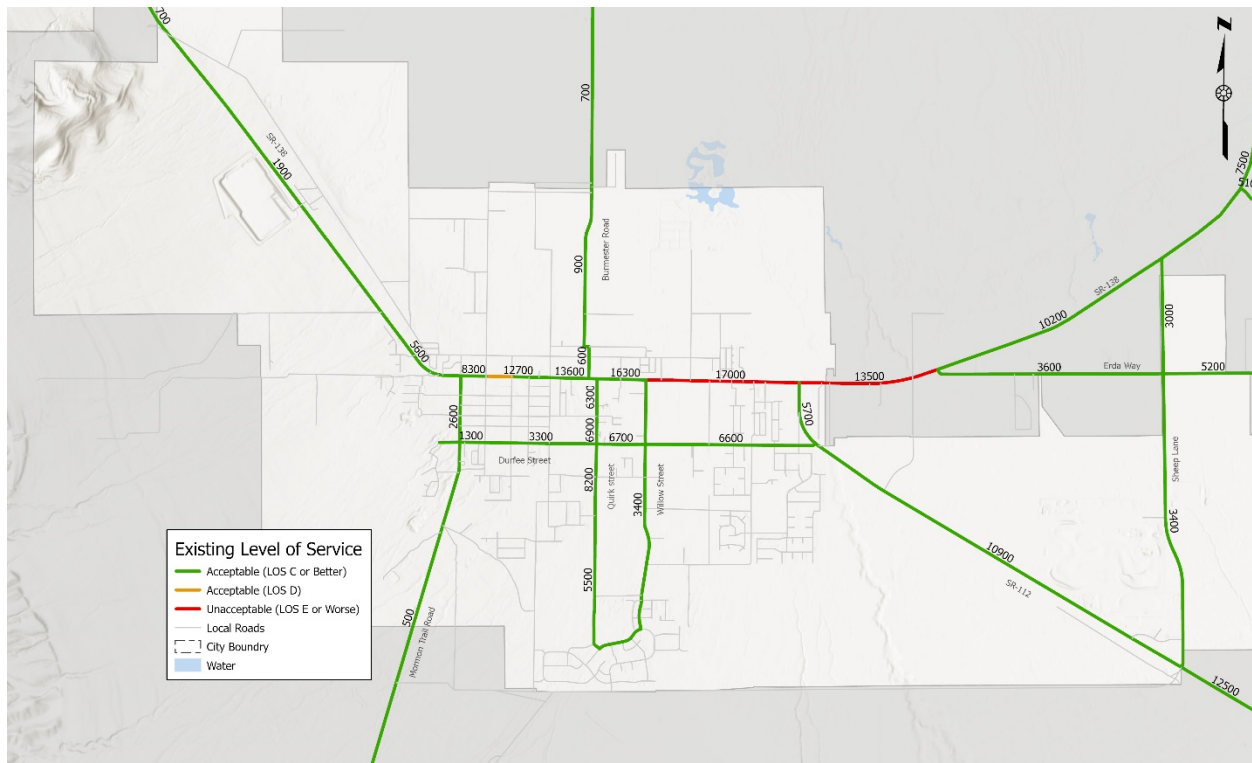 700
700
N
7500
510
SR-138
1900
900
Burmester Road
SR-138
10200
3000
5600
600
8300
12700
13600
16300
17000
13500
3600
Erda Way
5200
2600
6300
5700
1300
3300
6900
6700
6600
Durfee Street
8200
Quirk street
3400
Willow Street
Sheep Lane
3400
10900
SR-112
5500
500
Mormon Trail Road
12500
Existing Level of Service
Acceptable (LOS C or Better)
Acceptable (LOS D)
Unacceptable (LOS E or Worse)
Local Roads
City Boundry
Water